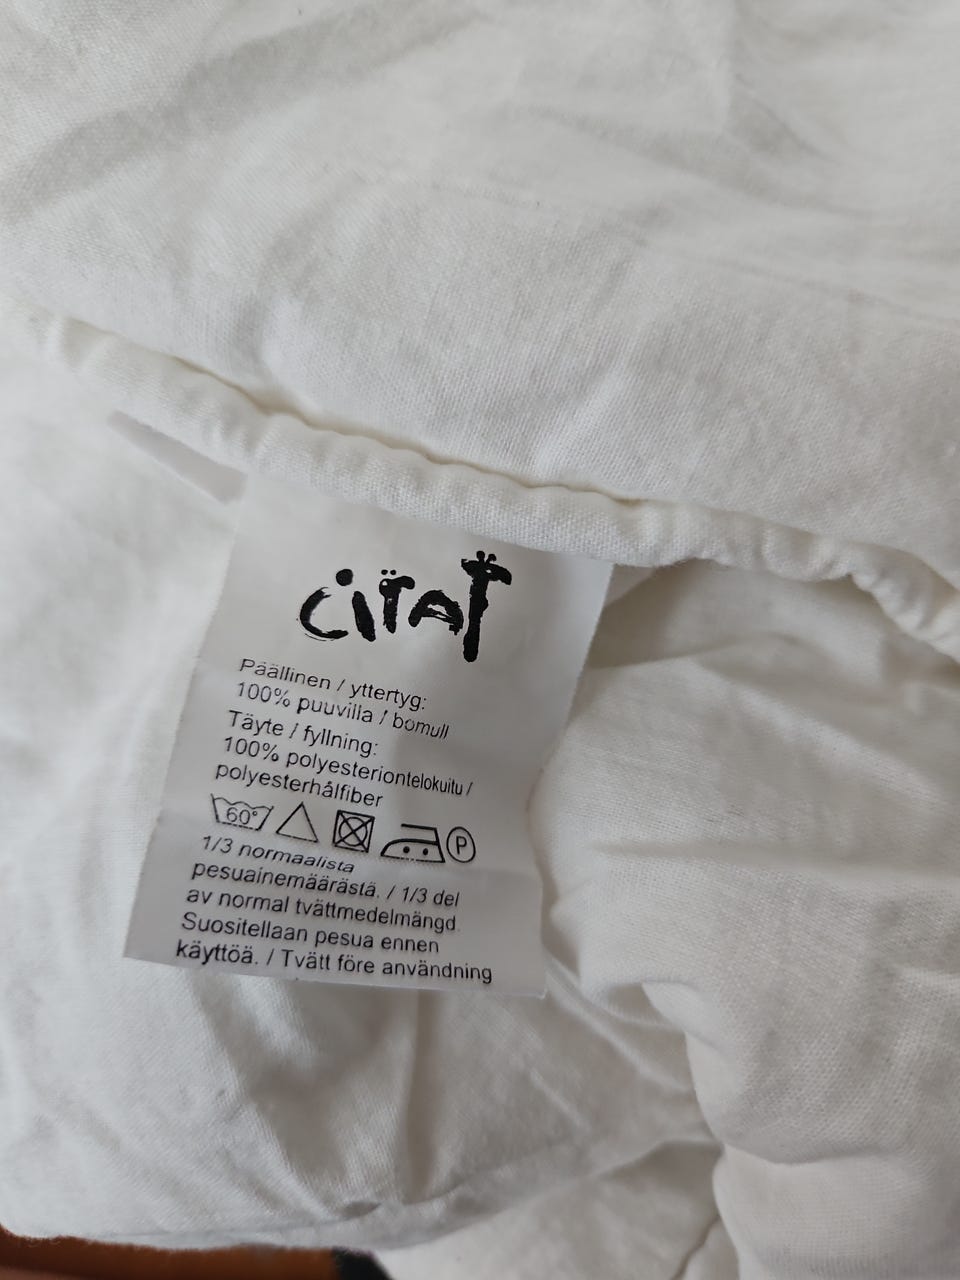 CiTAT
Päällinen / yttertyg:
100% puuvilla / bomull
Täyte / fyllning:
100% polyesteriontelokuitu /
polyesterhålfiber
60° P
1/3 normaalista
pesuainemäärästä. / 1/3 del
av normal tvättmedelmängd.
Suositellaan pesua ennen
käyttöä. / Tvätt före användning